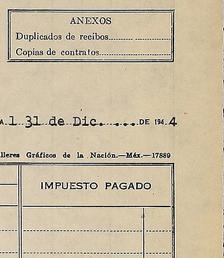 ANEXOS
Duplicados de recibos
Copias de contratos
A.l 31 de Dic. .... DE 194.4
lleres Gráficos de la Nación.—Méx.—17889
IMPUESTO PAGADO